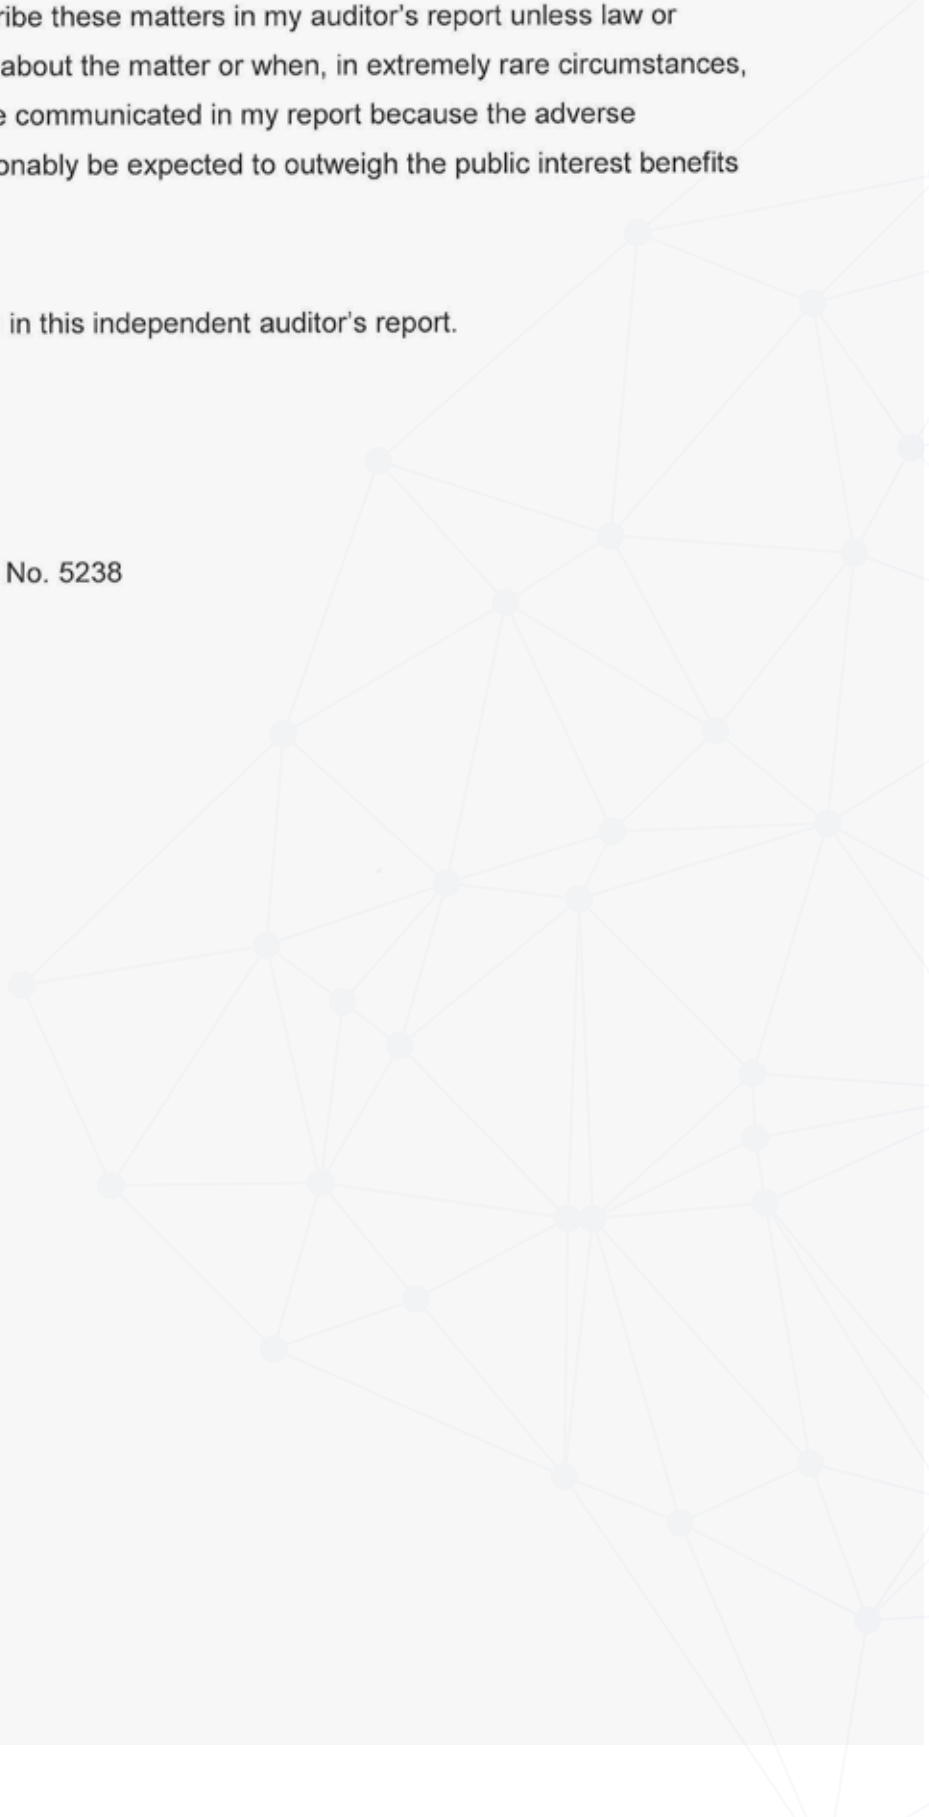 ribe these matters in my auditor's report unless law or
about the matter or when, in extremely rare circumstances,
e communicated in my report because the adverse
onably be expected to outweigh the public interest benefits
in this independent auditor's report.
No. 5238